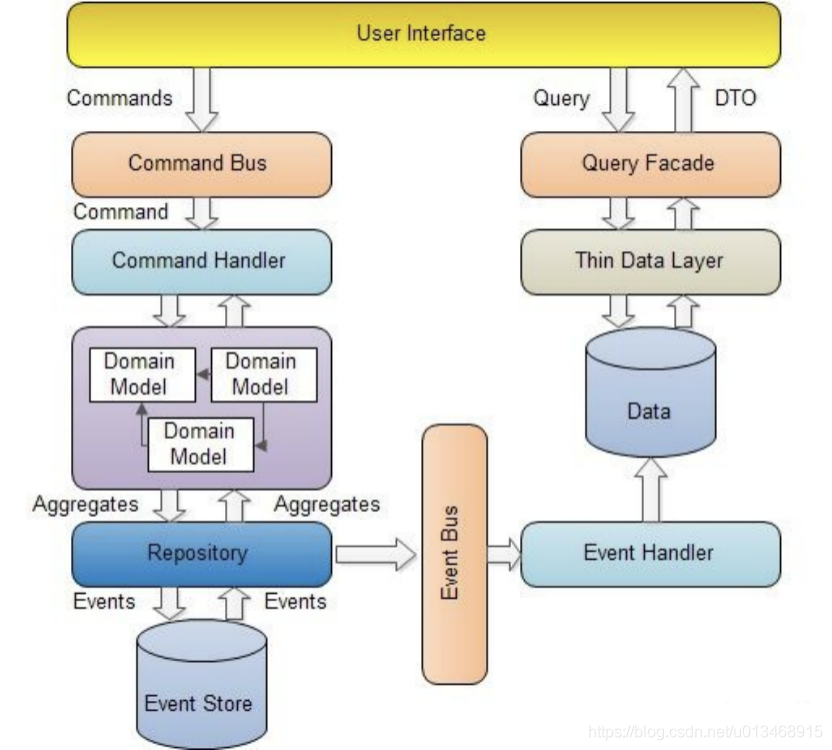 User Interface
Commands
Query
DTO
Command Bus
Query Facade
Command
Command Handler
Thin Data Layer
Domain
Model
Domain
Model
Domain
Model
Data
Aggregates
Aggregates
Repository
Event Bus
Event Handler
Events
Events
Event Store
https://blog.csdn.net/u013468915